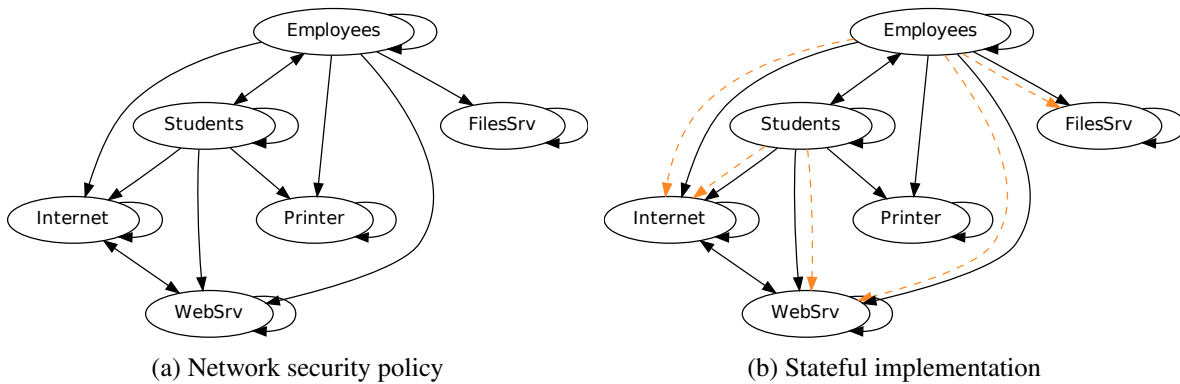 Employees
Students
FilesSrv
Internet
Printer
WebSrv
(a) Network security policy
Employees
Students
FilesSrv
Internet
Printer
WebSrv
(b) Stateful implementation